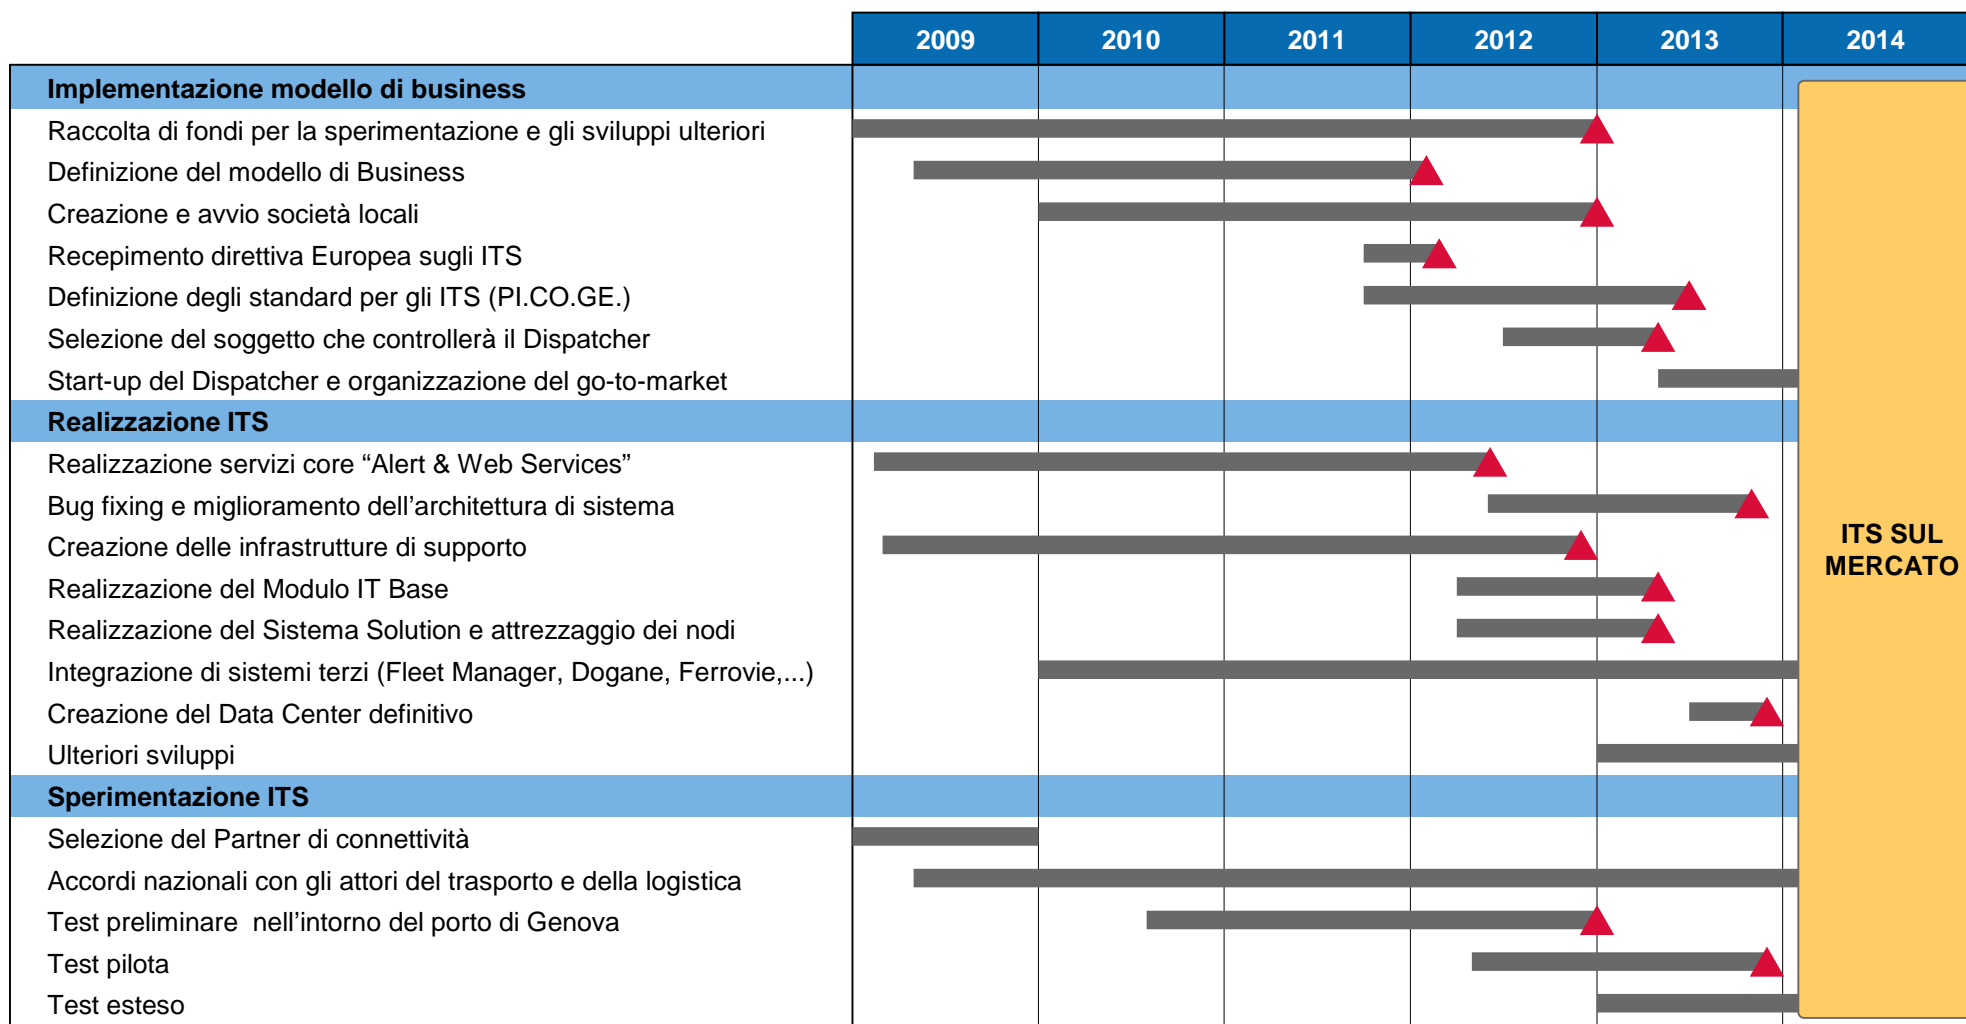 2009 2010 2011 2012 2013 2014
Implementazione modello di business
Raccolta di fondi per la sperimentazione e gli sviluppi ulteriori
Definizione del modello di Business
Creazione e avvio società locali
Recepimento direttiva Europea sugli ITS
Definizione degli standard per gli ITS (PI.CO.GE.)
Selezione del soggetto che controllerà il Dispatcher
Start-up del Dispatcher e organizzazione del go-to-market
Realizzazione ITS
Realizzazione servizi core “Alert & Web Services”
Bug fixing e miglioramento dell’architettura di sistema
Creazione delle infrastrutture di supporto
Realizzazione del Modulo IT Base
Realizzazione del Sistema Solution e attrezzaggio dei nodi
Integrazione di sistemi terzi (Fleet Manager, Dogane, Ferrovie,...)
Creazione del Data Center definitivo
Ulteriori sviluppi
Sperimentazione ITS
Selezione del Partner di connettività
Accordi nazionali con gli attori del trasporto e della logistica
Test preliminare nell’intorno del porto di Genova
Test pilota
Test esteso
ITS SUL
MERCATO